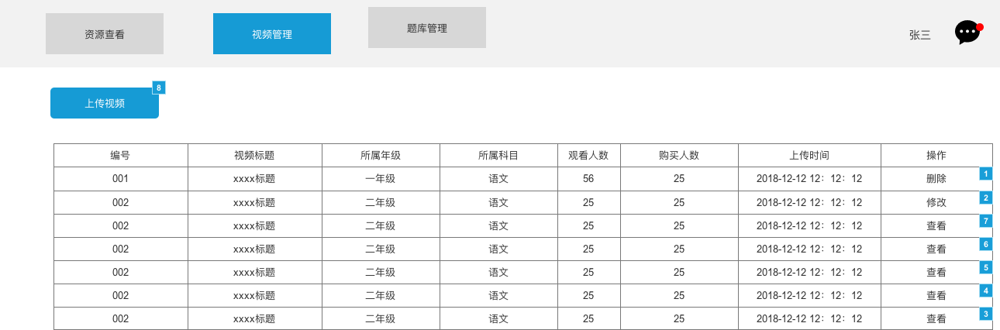 资源查看 视频管理 题库管理 张三
上传视频 8
编号 视频标题 所属年级 所属科目 观看人数 购买人数 上传时间 操作
001 xxxx标题 一年级 语文 56 25 2018-12-12 12：12：12 删除 1
002 xxxx标题 二年级 语文 25 25 2018-12-12 12：12：12 修改 2
002 xxxx标题 二年级 语文 25 25 2018-12-12 12：12：12 查看 7
002 xxxx标题 二年级 语文 25 25 2018-12-12 12：12：12 查看 6
002 xxxx标题 二年级 语文 25 25 2018-12-12 12：12：12 查看 5
002 xxxx标题 二年级 语文 25 25 2018-12-12 12：12：12 查看 4
002 xxxx标题 二年级 语文 25 25 2018-12-12 12：12：12 查看 3